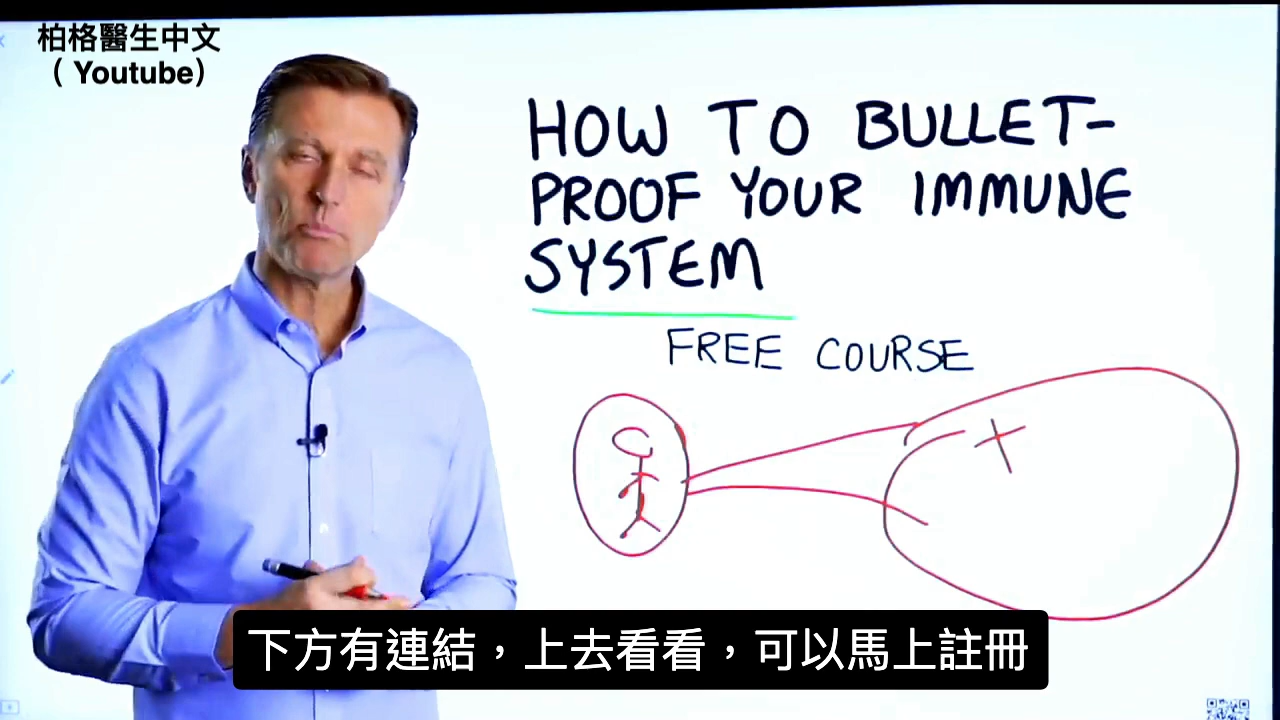 柏格醫生中文
（Youtube）
HOW TO BULLET-
PROOF YOUR IMMUNE
SYSTEM
FREE COURSE
下方有連結，上去看看，可以馬上註冊